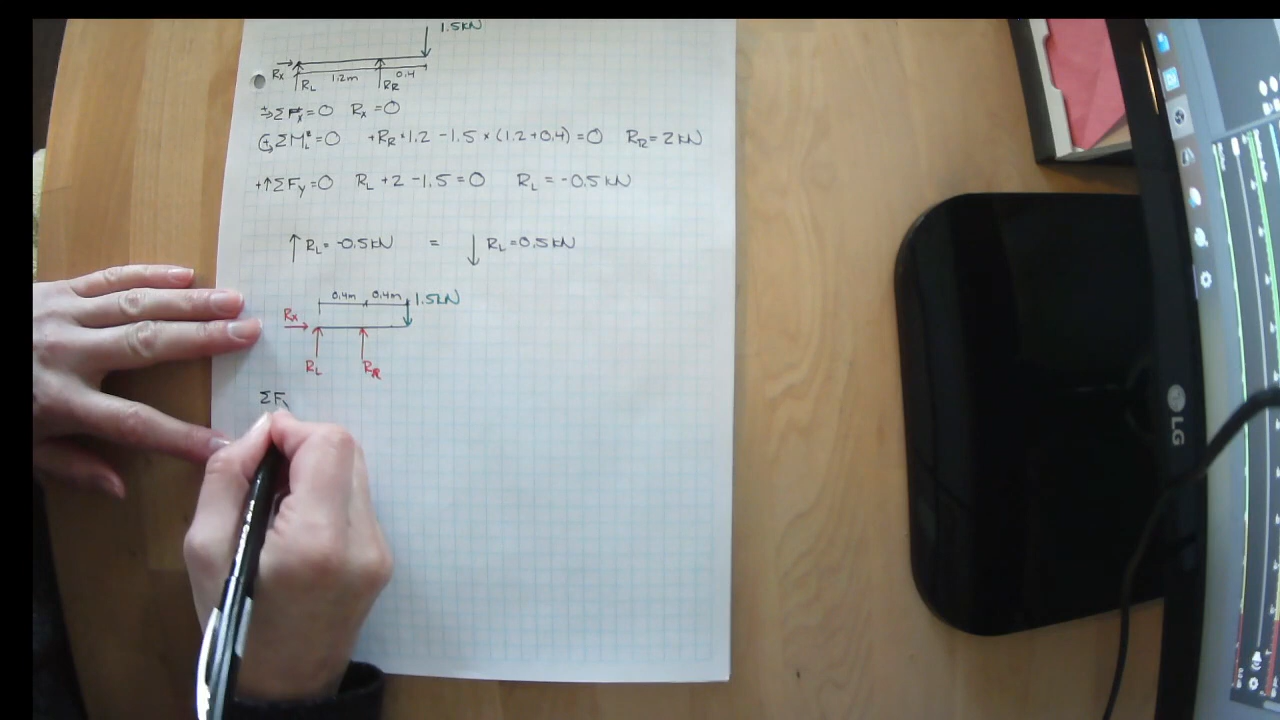 1.5kN
Rx 1.2m 0.4
RL RR
+→ΣFx=0 Rx=0
ΣML=0 +RR*1.2 -1.5×(1.2+0.4)=0 RR=2kN
+↑ΣFy=0 RL+2-1.5=0 RL=-0.5kN
↑RL=-0.5kN = ↓RL=0.5kN
0.4m 0.4m 1.5kN
Rx
RL RR
ΣF
LG